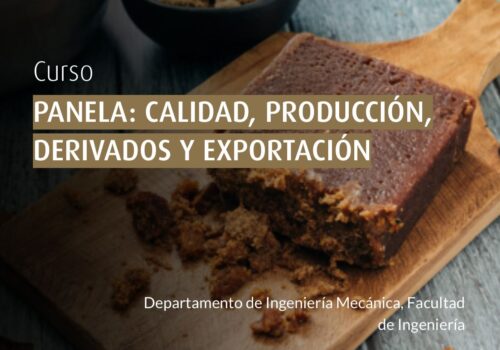 Curso
PANELA: CALIDAD, PRODUCCIÓN,
DERIVADOS Y EXPORTACIÓN
Departamento de Ingeniería Mecánica, Facultad
de Ingeniería